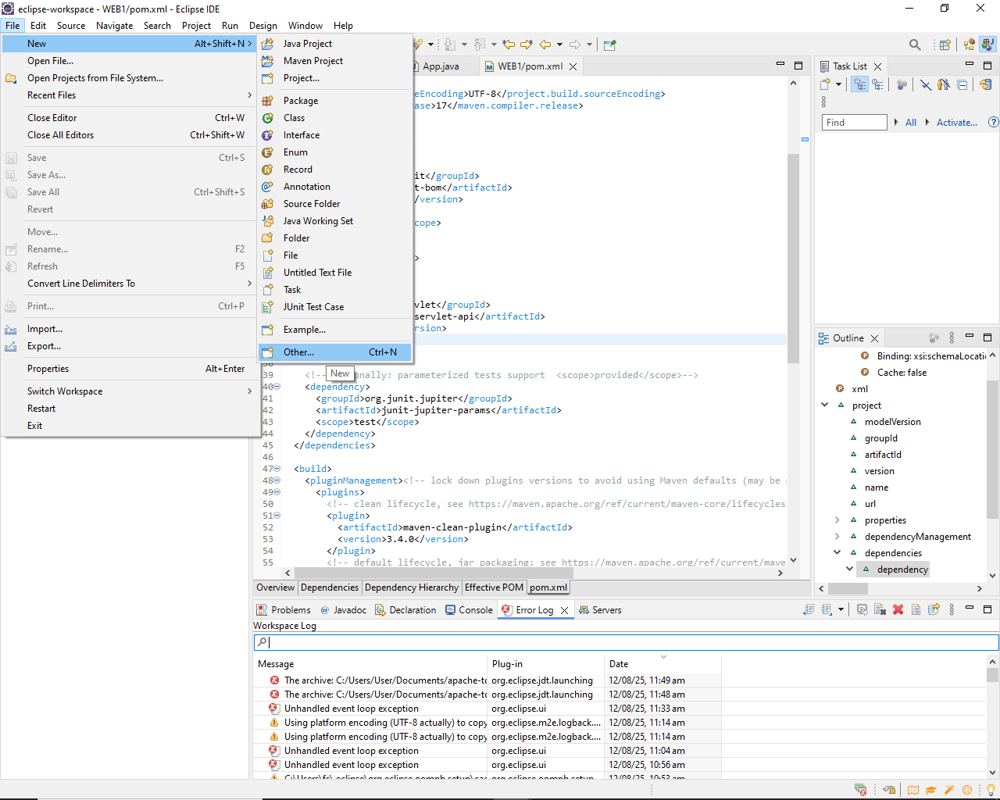 eclipse-workspace - WEB1/pom.xml - Eclipse IDE
File Edit Source Refactor Navigate Search Project Run Design Window Help
New Alt+Shift+N
Open File...
Open Projects from File System...
Recent Files
Close Editor Ctrl+W
Close All Editors Ctrl+Shift+W
Save Ctrl+S
Save As...
Save All Ctrl+Shift+S
Revert
Move...
Rename... F2
Refresh F5
Convert Line Delimiters To
Print... Ctrl+P
Import...
Export...
Properties Alt+Enter
Switch Workspace
Restart
Exit
Java Project
Maven Project
Project...
Package
Class
Interface
Enum
Record
Annotation
Source Folder
Java Working Set
Folder
File
Untitled Text File
Task
JUnit Test Case
Example...
Other... Ctrl+N
New
App.java
WEB1/pom.xml
eEncoding>UTF-8</project.build.sourceEncoding>
ase>17</maven.compiler.release>
it</groupId>
t-bom</artifactId>
/version>
cope>
>
vlet</groupId>
servlet-api</artifactId>
rsion>
39 <!-- onally: parameterized tests support <scope>provided</scope>-->
40 <dependency>
41 <groupId>org.junit.jupiter</groupId>
42 <artifactId>junit-jupiter-params</artifactId>
43 <scope>test</scope>
44 </dependency>
45 </dependencies>
46
47 <build>
48 <pluginManagement><!-- lock down plugins versions to avoid using Maven defaults (may be
49 <plugins>
50 <!-- clean lifecycle, see https://maven.apache.org/ref/current/maven-core/lifecycles
51 <plugin>
52 <artifactId>maven-clean-plugin</artifactId>
53 <version>3.4.0</version>
54 </plugin>
55 <!-- default lifecycle, jar packaging: see https://maven.apache.org/ref/current/mave
Overview Dependencies Dependency Hierarchy Effective POM pom.xml
Task List
Find
All
Activate...
Outline
Binding: xsi:schemaLocati
Cache: false
xml
project
modelVersion
groupId
artifactId
version
name
url
properties
dependencyManagement
dependencies
dependency
Problems @ Javadoc Declaration Console Error Log Servers
Workspace Log
Message Plug-in Date
The archive: C:/Users/User/Documents/apache-to org.eclipse.jdt.launching 12/08/25, 11:49 am
The archive: C:/Users/User/Documents/apache-to org.eclipse.jdt.launching 12/08/25, 11:48 am
Unhandled event loop exception org.eclipse.ui 12/08/25, 11:33 am
Using platform encoding (UTF-8 actually) to copy org.eclipse.m2e.logback.... 12/08/25, 11:14 am
Using platform encoding (UTF-8 actually) to copy org.eclipse.m2e.logback.... 12/08/25, 11:14 am
Unhandled event loop exception org.eclipse.ui 12/08/25, 11:04 am
Unhandled event loop exception org.eclipse.ui 12/08/25, 10:56 am